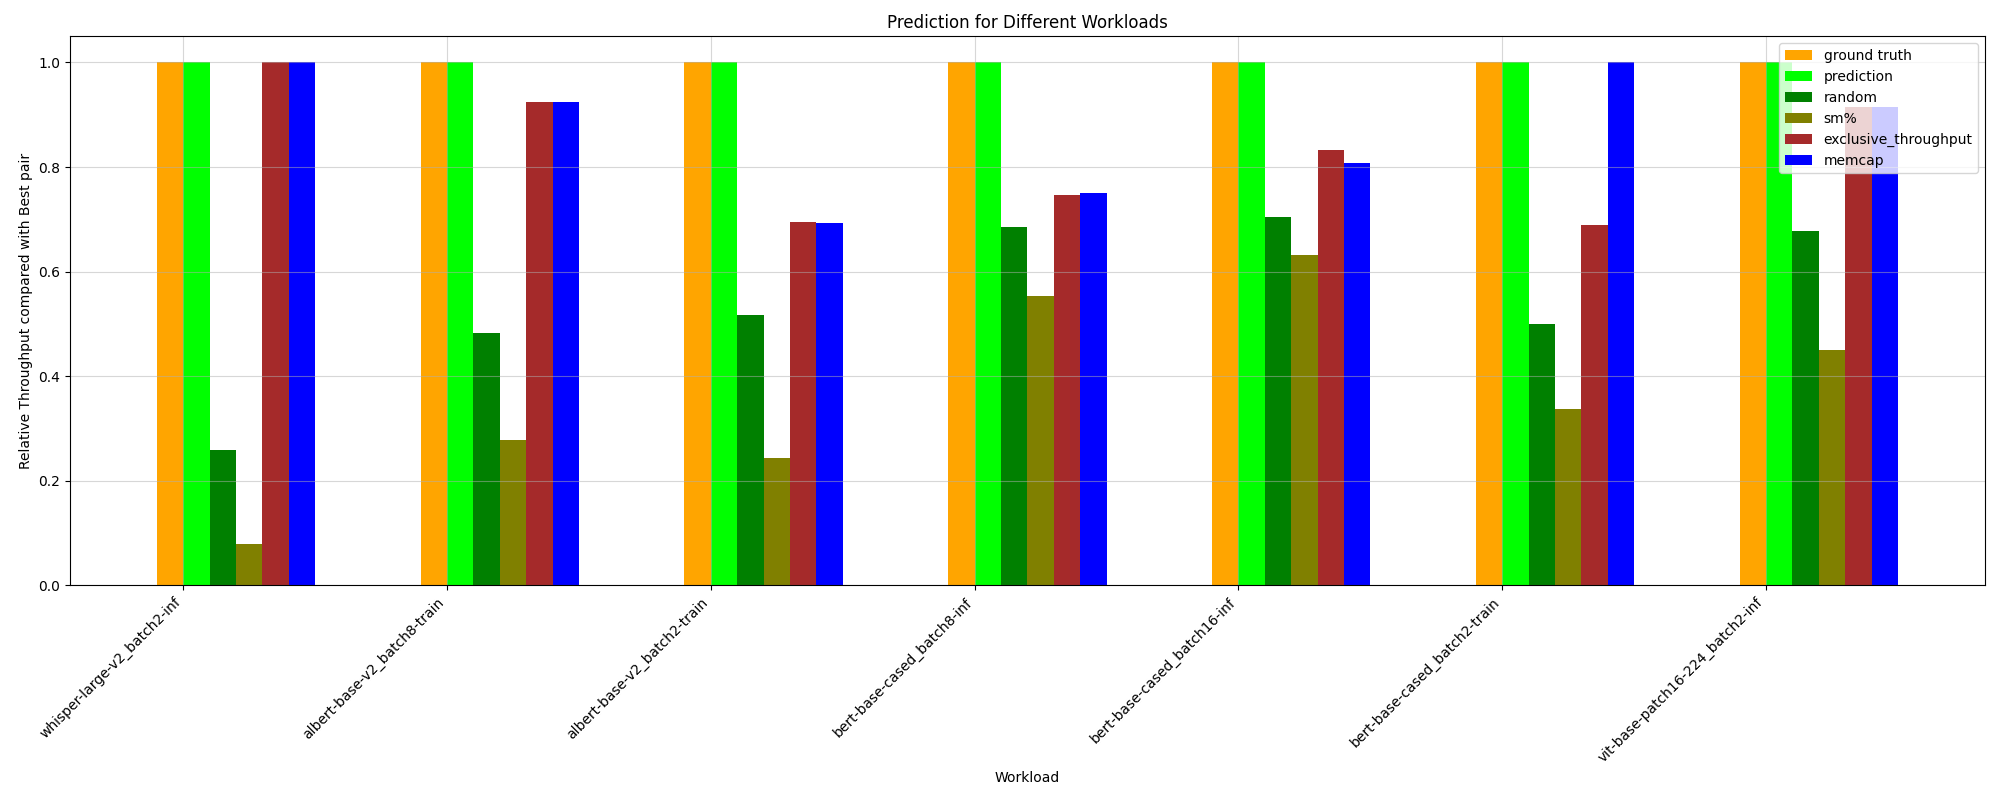 Prediction for Different Workloads
Relative Throughput compared with Best pair
1.0
0.8
0.6
0.4
0.2
0.0
ground truth
prediction
random
sm%
exclusive_throughput
memcap
whisper-large-v2_batch2-inf
albert-base-v2_batch8-train
albert-base-v2_batch2-train
bert-base-cased_batch8-inf
bert-base-cased_batch16-inf
bert-base-cased_batch2-train
vit-base-patch16-224_batch2-inf
Workload